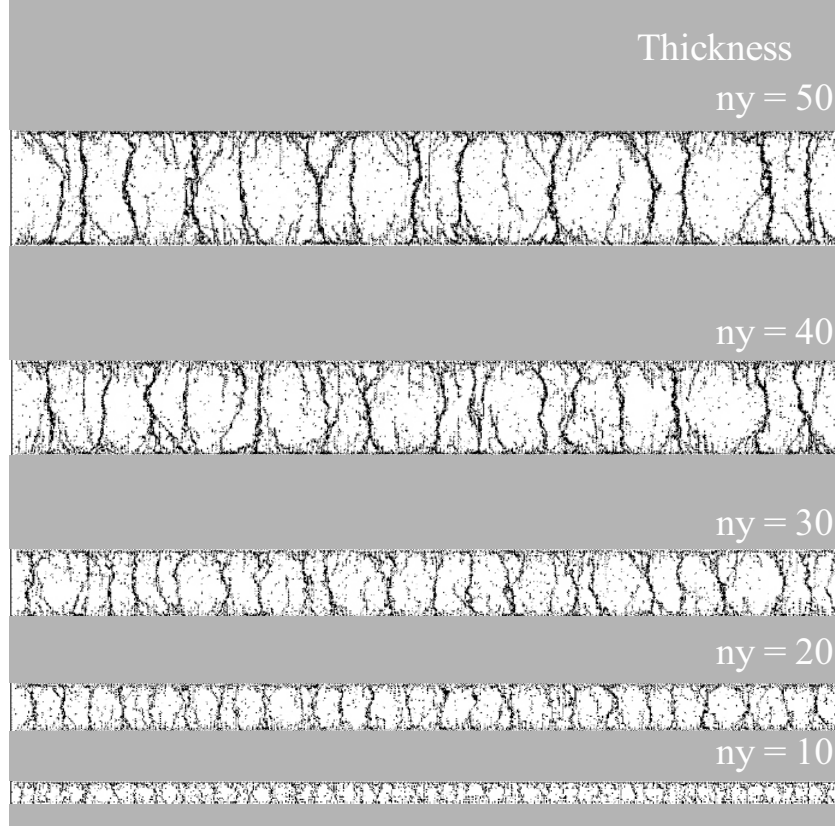 Thickness
ny = 50
ny = 40
ny = 30
ny = 20
ny = 10